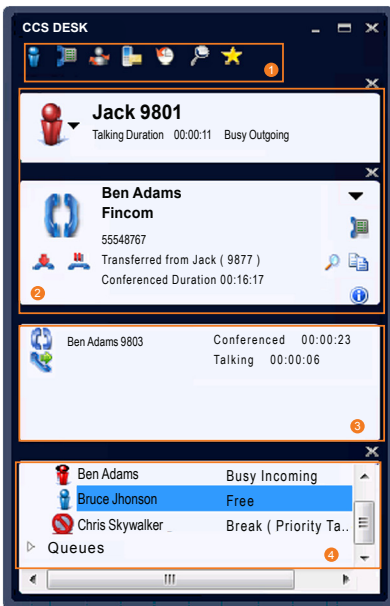 CCS DESK
1
Jack 9801
Talking Duration 00:00:11 Busy Outgoing
Ben Adams
Fincom
55548767
Transferred from Jack ( 9877 )
Conferenced Duration 00:16:17
2
Ben Adams 9803 Conferenced 00:00:23
Talking 00:00:06
3
Ben Adams Busy Incoming
Bruce Jhonson Free
Chris Skywalker Break ( Priority Ta..
Queues
4